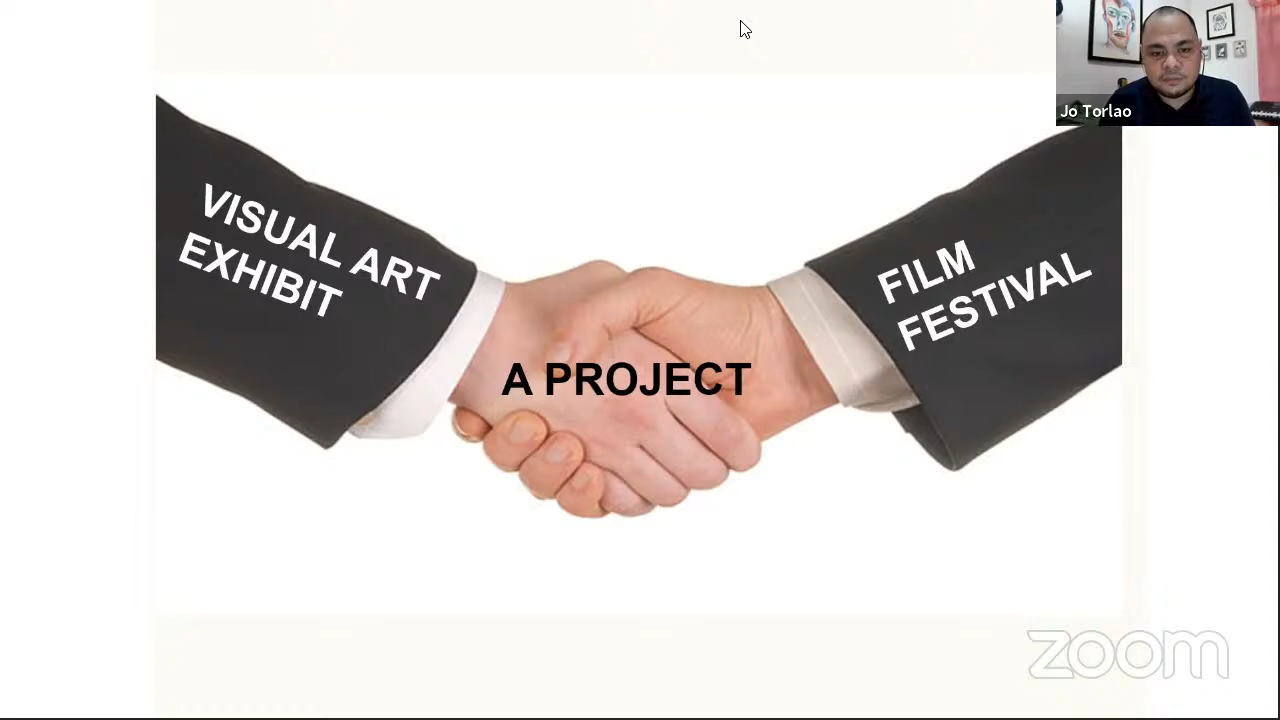 Jo Torlao
VISUAL ART
EXHIBIT
FILM
FESTIVAL
A PROJECT
zoom